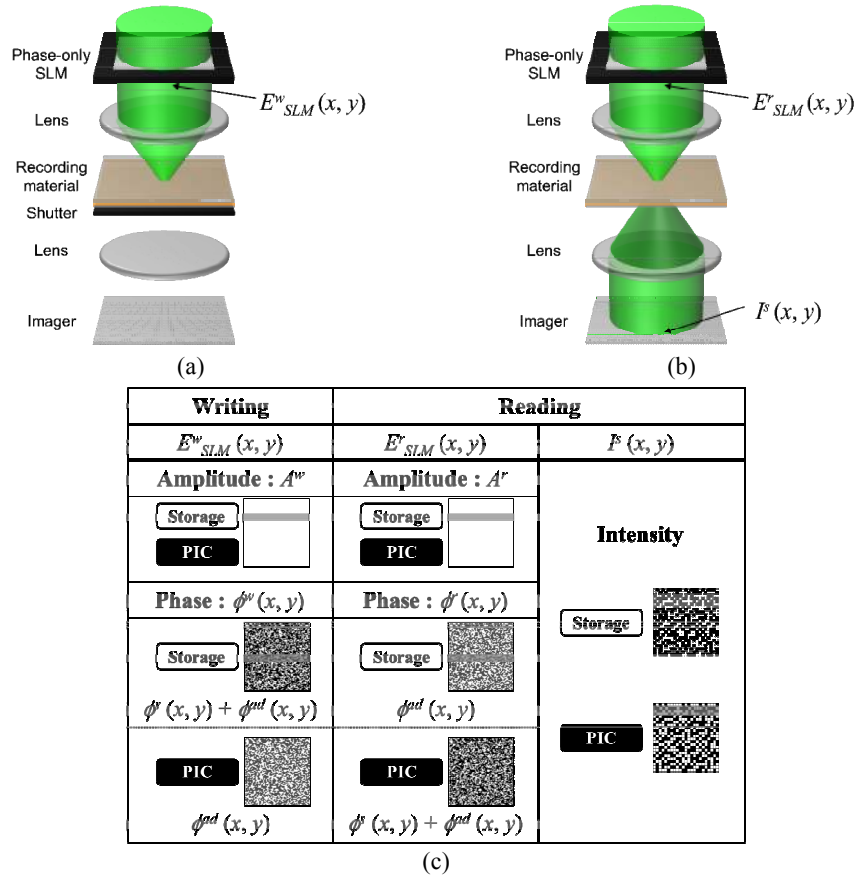 Phase-only
SLM
E^w_SLM (x, y)
Lens
Recording
material
Shutter
Lens
Imager
(a)
Phase-only
SLM
E^r_SLM (x, y)
Lens
Recording
material
Lens
Imager
I^s (x, y)
(b)
Writing Reading
E^w_SLM (x, y) E^r_SLM (x, y) I^s (x, y)
Amplitude : A^w Amplitude : A^r
Storage Storage
PIC PIC
Intensity
Phase : ϕ^w (x, y) Phase : ϕ^r (x, y)
Storage Storage Storage
ϕ^s (x, y) + ϕ^ad (x, y) ϕ^ad (x, y)
PIC PIC PIC
ϕ^ad (x, y) ϕ^s (x, y) + ϕ^ad (x, y)
(c)